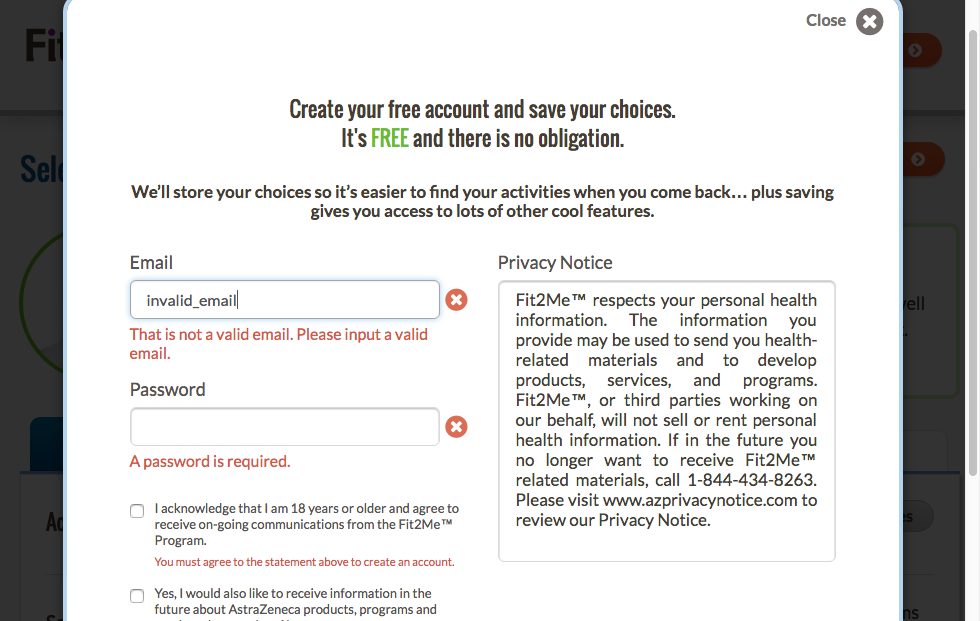 Close
Create your free account and save your choices.
It's FREE and there is no obligation.
We'll store your choices so it's easier to find your activities when you come back... plus saving
gives you access to lots of other cool features.
Email
invalid_email
That is not a valid email. Please input a valid
email.
Password
A password is required.
I acknowledge that I am 18 years or older and agree to
receive on-going communications from the Fit2Me™
Program.
You must agree to the statement above to create an account.
Yes, I would also like to receive information in the
future about AstraZeneca products, programs and
Privacy Notice
Fit2Me™ respects your personal health
information. The information you
provide may be used to send you health-
related materials and to develop
products, services, and programs.
Fit2Me™, or third parties working on
our behalf, will not sell or rent personal
health information. If in the future you
no longer want to receive Fit2Me™
related materials, call 1-844-434-8263.
Please visit www.azprivacynotice.com to
review our Privacy Notice.